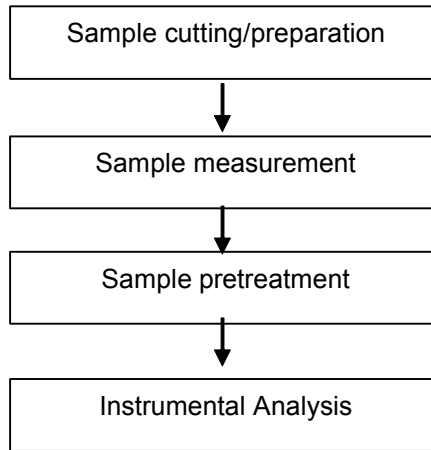 Sample cutting/preparation
Sample measurement
Sample pretreatment
Instrumental Analysis